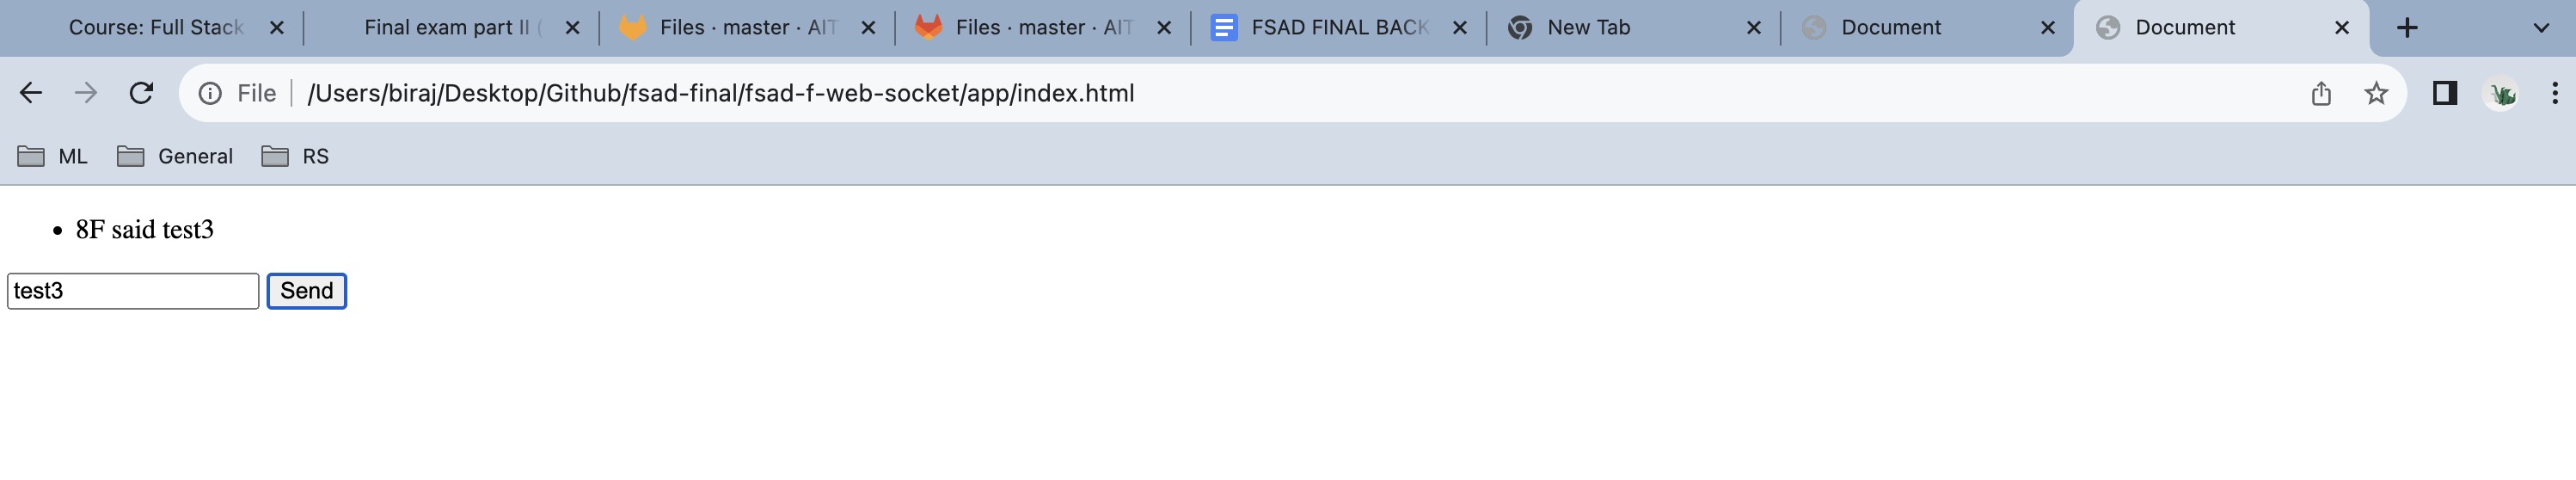 Course: Full Stack Final exam part II ( Files · master · AIT Files · master · AIT FSAD FINAL BACK New Tab Document Document
File /Users/biraj/Desktop/Github/fsad-final/fsad-f-web-socket/app/index.html
ML General RS
• 8F said test3
test3 Send